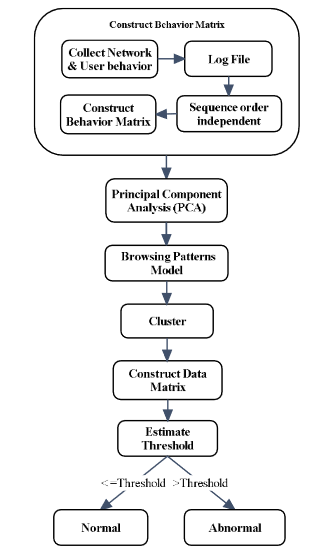 Construct Behavior Matrix
Collect Network
& User behavior
Log File
Sequence order
independent
Construct
Behavior Matrix
Principal Component
Analysis (PCA)
Browsing Patterns
Model
Cluster
Construct Data
Matrix
Estimate
Threshold
<=Threshold >Threshold
Normal
Abnormal